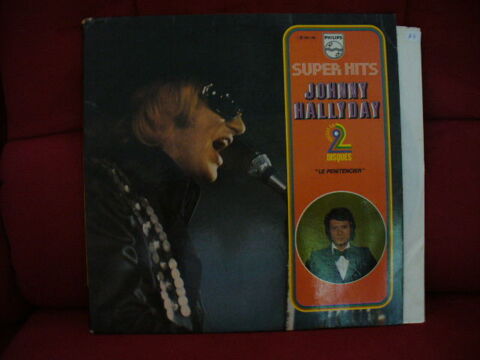 PHILIPS
SUPER HITS
JOHNNY
HALLYDAY
2
DISQUES
"LE PENITENCIER"